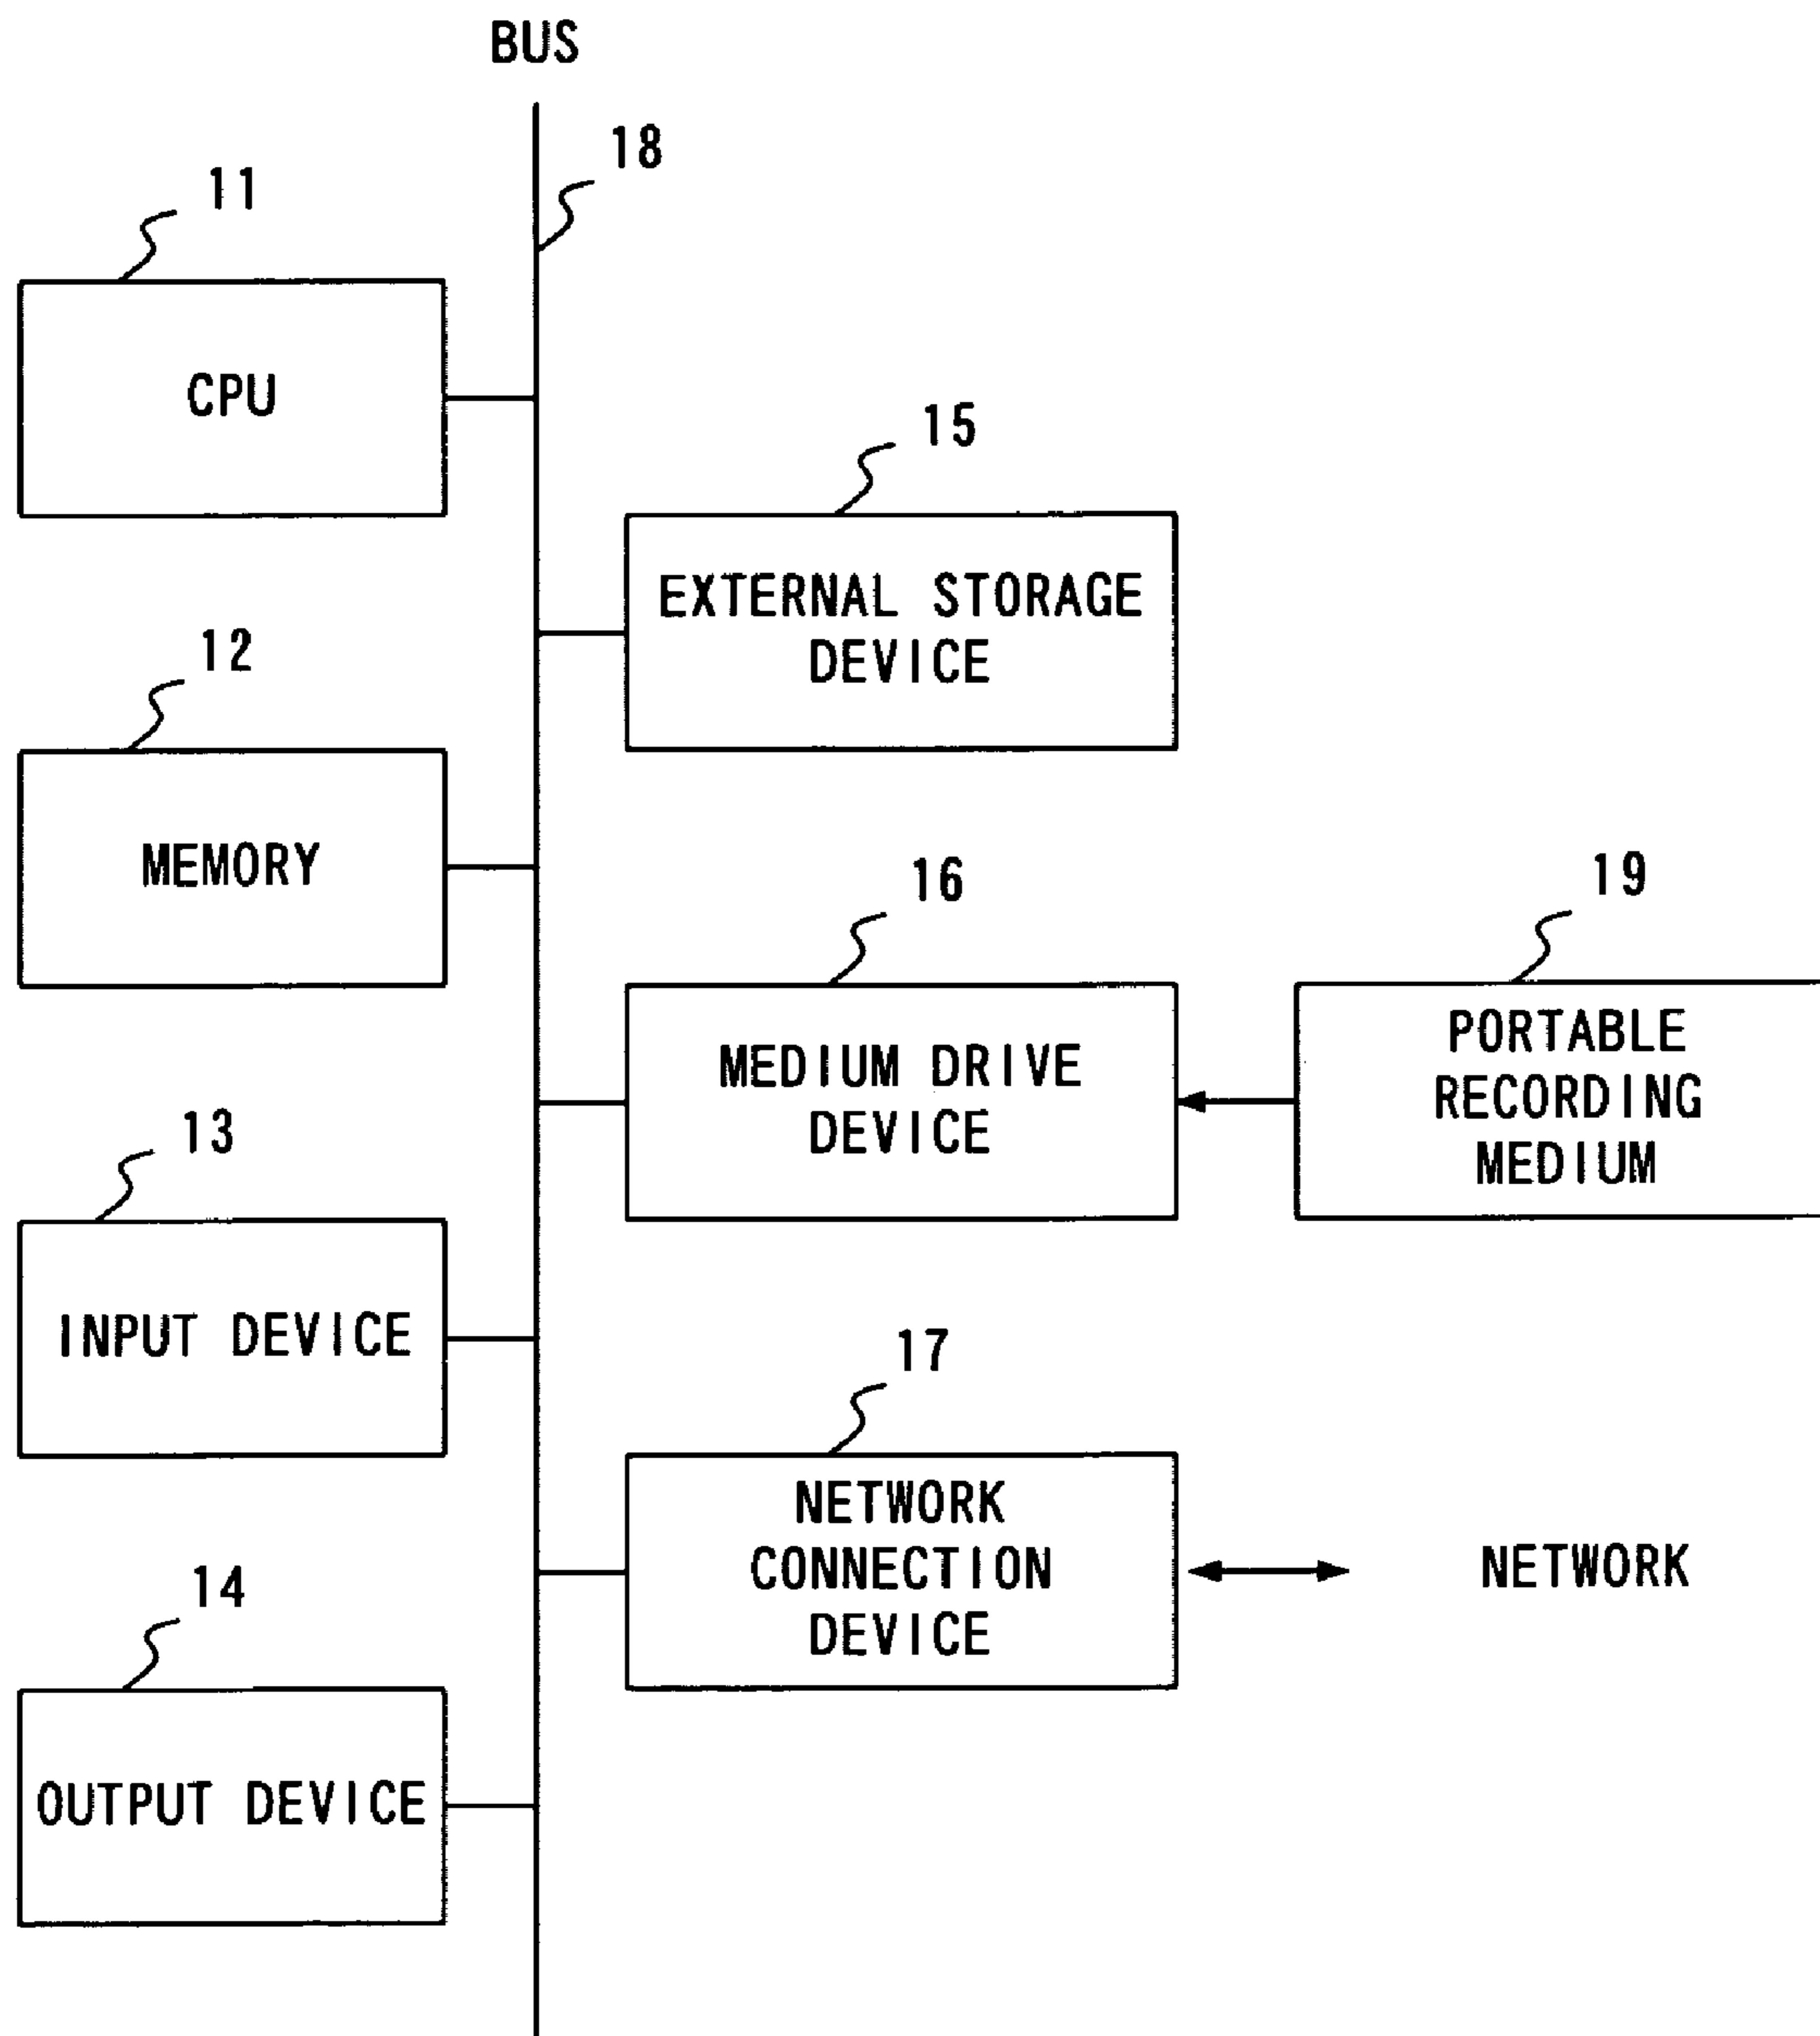 BUS
18
11
CPU
15
EXTERNAL STORAGE
DEVICE
12
MEMORY
16
MEDIUM DRIVE
DEVICE
19
PORTABLE
RECORDING
MEDIUM
13
INPUT DEVICE
17
NETWORK
CONNECTION
DEVICE
NETWORK
14
OUTPUT DEVICE